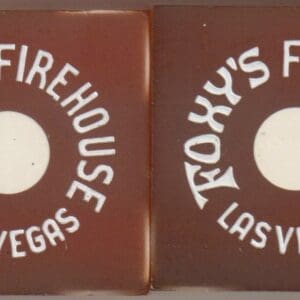 FIREHOUSE
VEGAS
FOXY'S F
LAS V